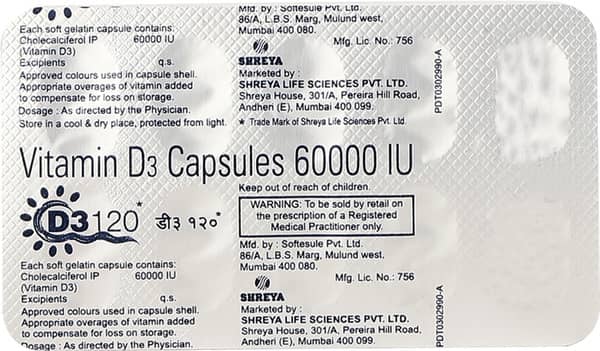 Each soft gelatin capsule contains:
Cholecalciferol IP 60000 IU
(Vitamin D3)
Excipients q.s.
Approved colours used in capsule shell.
Appropriate overages of vitamin added
to compensate for loss on storage.
Dosage : As directed by the Physician.
Store in a cool & dry place, protected from light.
Mfd. by : Softesule Pvt. Ltd.
86/A, L.B.S. Marg, Mulund west,
Mumbai 400 080.
Mfg. Lic. No.: 756
SHREYA
Marketed by :
SHREYA LIFE SCIENCES PVT. LTD.
Shreya House, 301/A, Pereira Hill Road,
Andheri (E), Mumbai 400 099.
* Trade Mark of Shreya Life Sciences Pvt. Ltd.
PDT0302990-A
Vitamin D3 Capsules 60000 IU
Keep out of reach of children.
D3 120*
डी३ १२०*
WARNING: To be sold by retail on
the prescription of a Registered
Medical Practitioner only.
Each soft gelatin capsule contains:
Cholecalciferol IP 60000 IU
(Vitamin D3)
Excipients q.s.
Approved colours used in capsule shell.
Appropriate overages of vitamin added
to compensate for loss on storage.
Dosage : As directed by the Physician.
Mfd. by : Softesule Pvt. Ltd.
86/A, L.B.S. Marg, Mulund west,
Mumbai 400 080.
Mfg. Lic. No.: 756
SHREYA
Marketed by :
SHREYA LIFE SCIENCES PVT. LTD.
Shreya House, 301/A, Pereira Hill Road,
Andheri (E), Mumbai 400 099.
PDT0302990-A